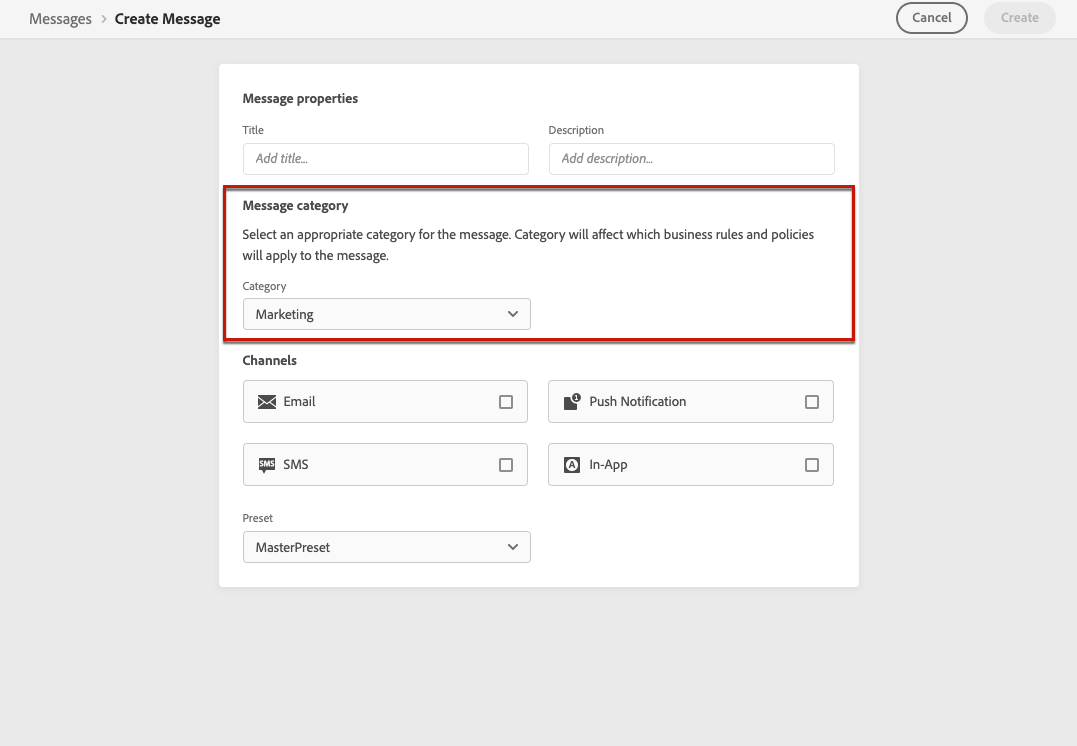 Messages > Create Message
Cancel
Create
Message properties
Title
Description
Add title...
Add description...
Message category
Select an appropriate category for the message. Category will affect which business rules and policies
will apply to the message.
Category
Marketing
Channels
Email
1
Push Notification
SMS
SMS
A
In-App
Preset
MasterPreset